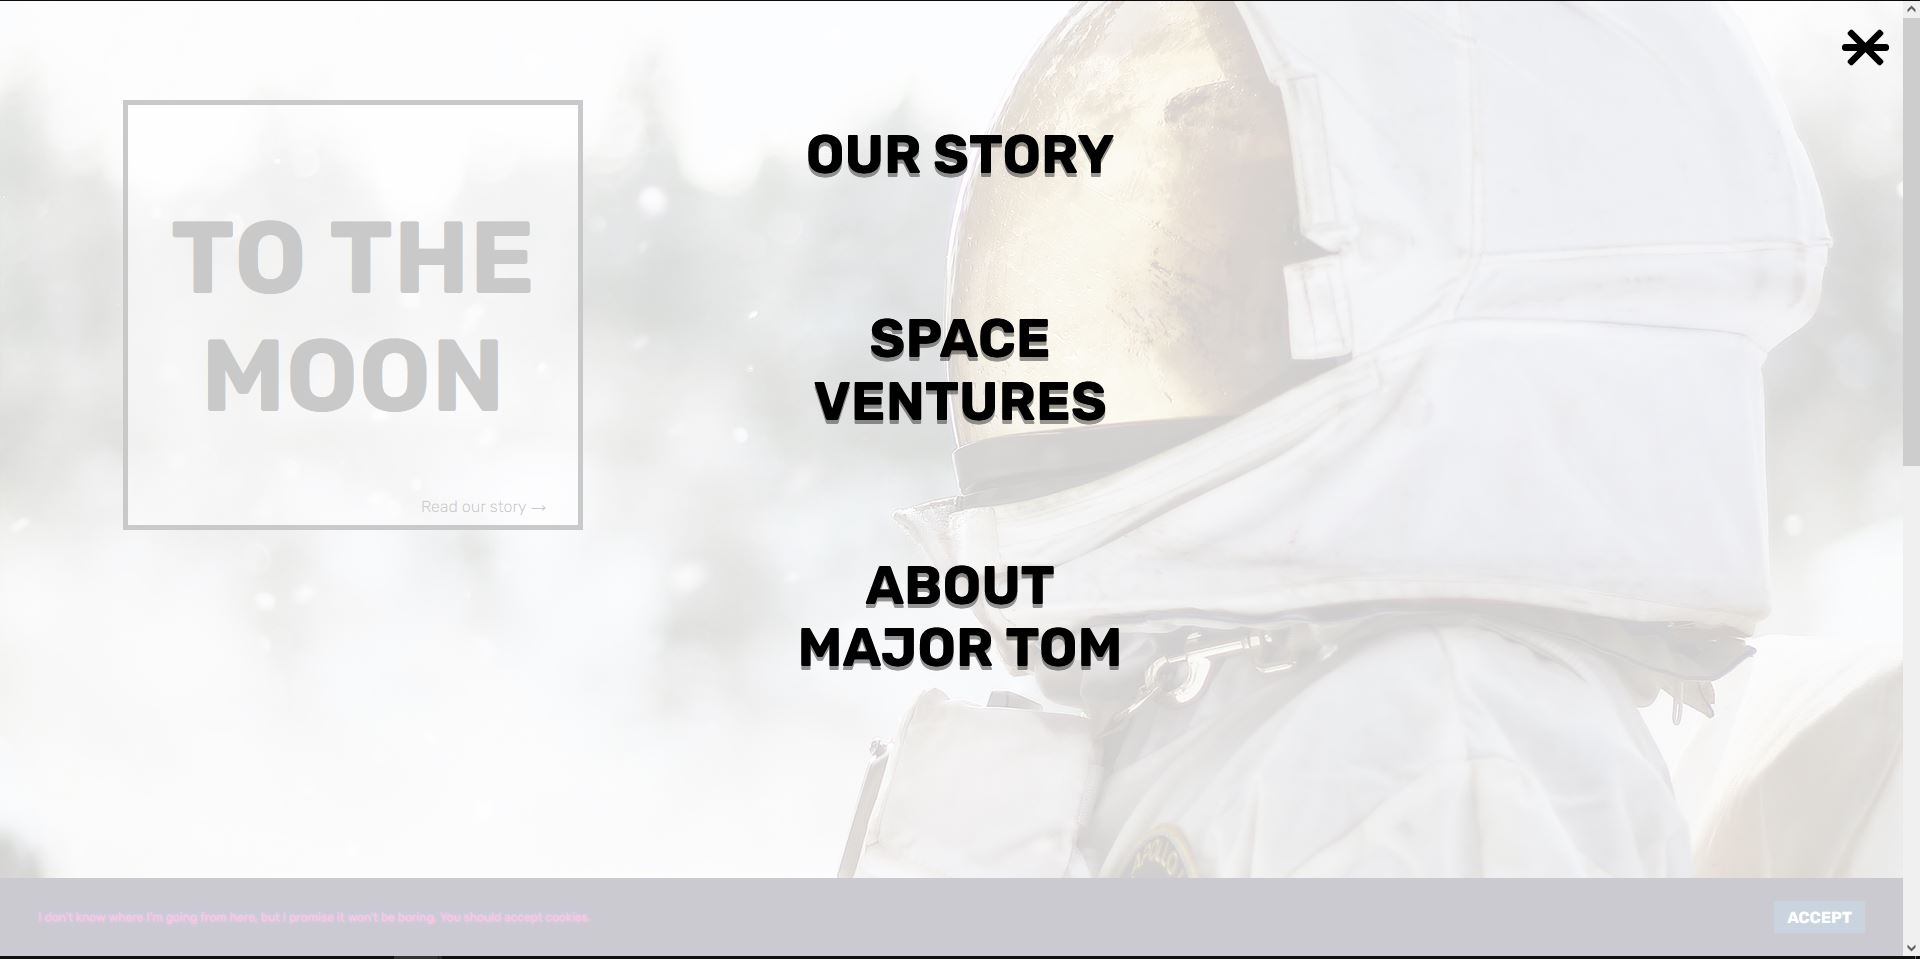 OUR STORY
TO THE
MOON
SPACE
VENTURES
Read our story →
ABOUT
MAJOR TOM
APOLLO
I don't know where I'm going from here, but I promise it won't be boring. You should accept cookies.
ACCEPT